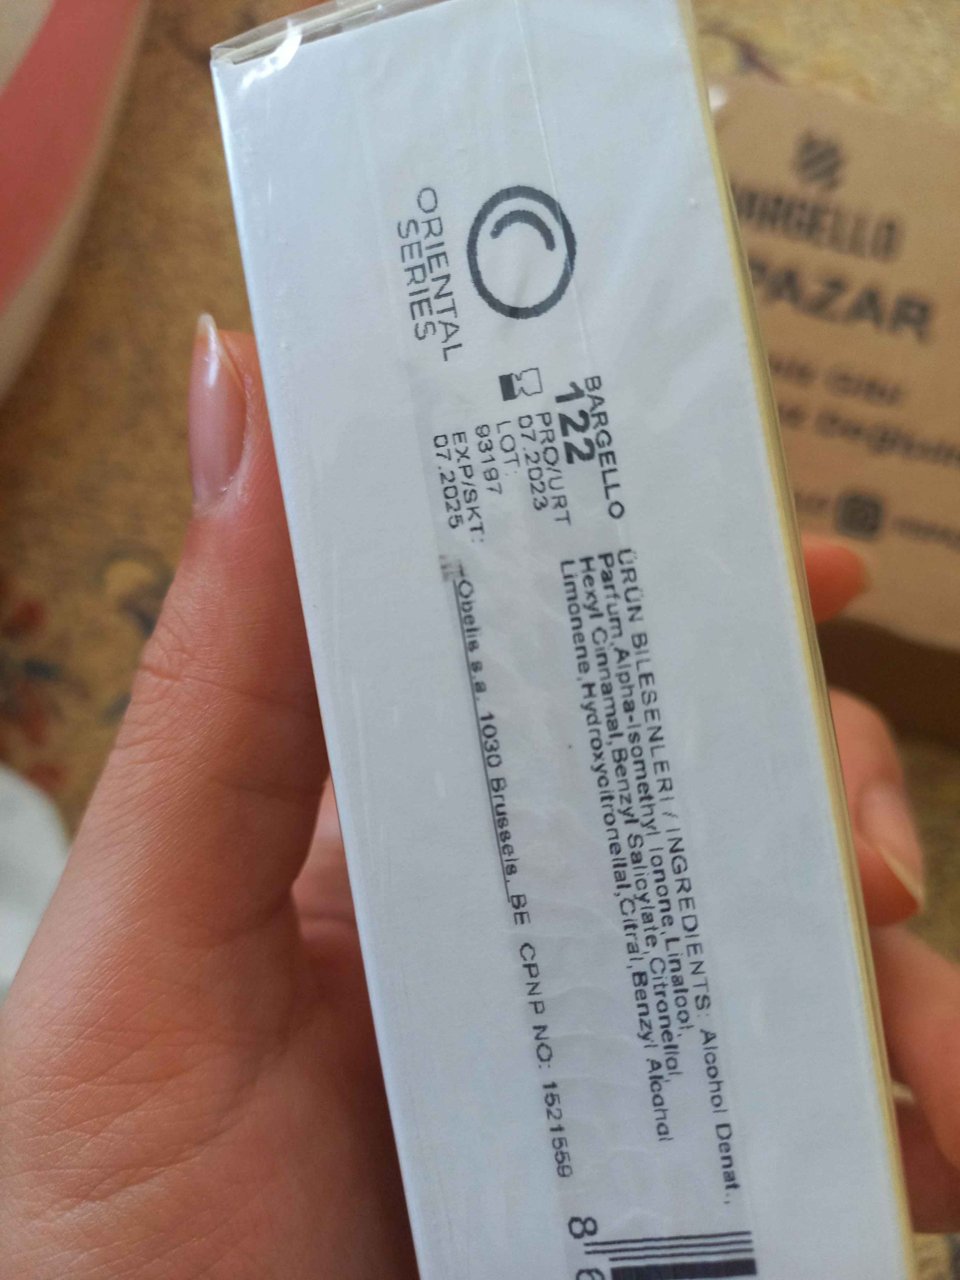 ORIENTAL
SERIES
BARGELLO
122
PRO/URT
07.2023
LOT:
93197
EXP/SKT:
07.2025
ÜRÜN BILESENLERI / INGREDIENTS: Alcohol Denat.,
Parfum,Alpha-Isomethyl Ionone,Linalool,
Hexyl Cinnamal,Benzyl Salicylate,Citronellol,
Limonene,Hydroxycitronellal,Citral,Benzyl Alcohol
Obelis s.a. 1030 Brussels, BE CPNP NO: 1521559
8
PAZAR